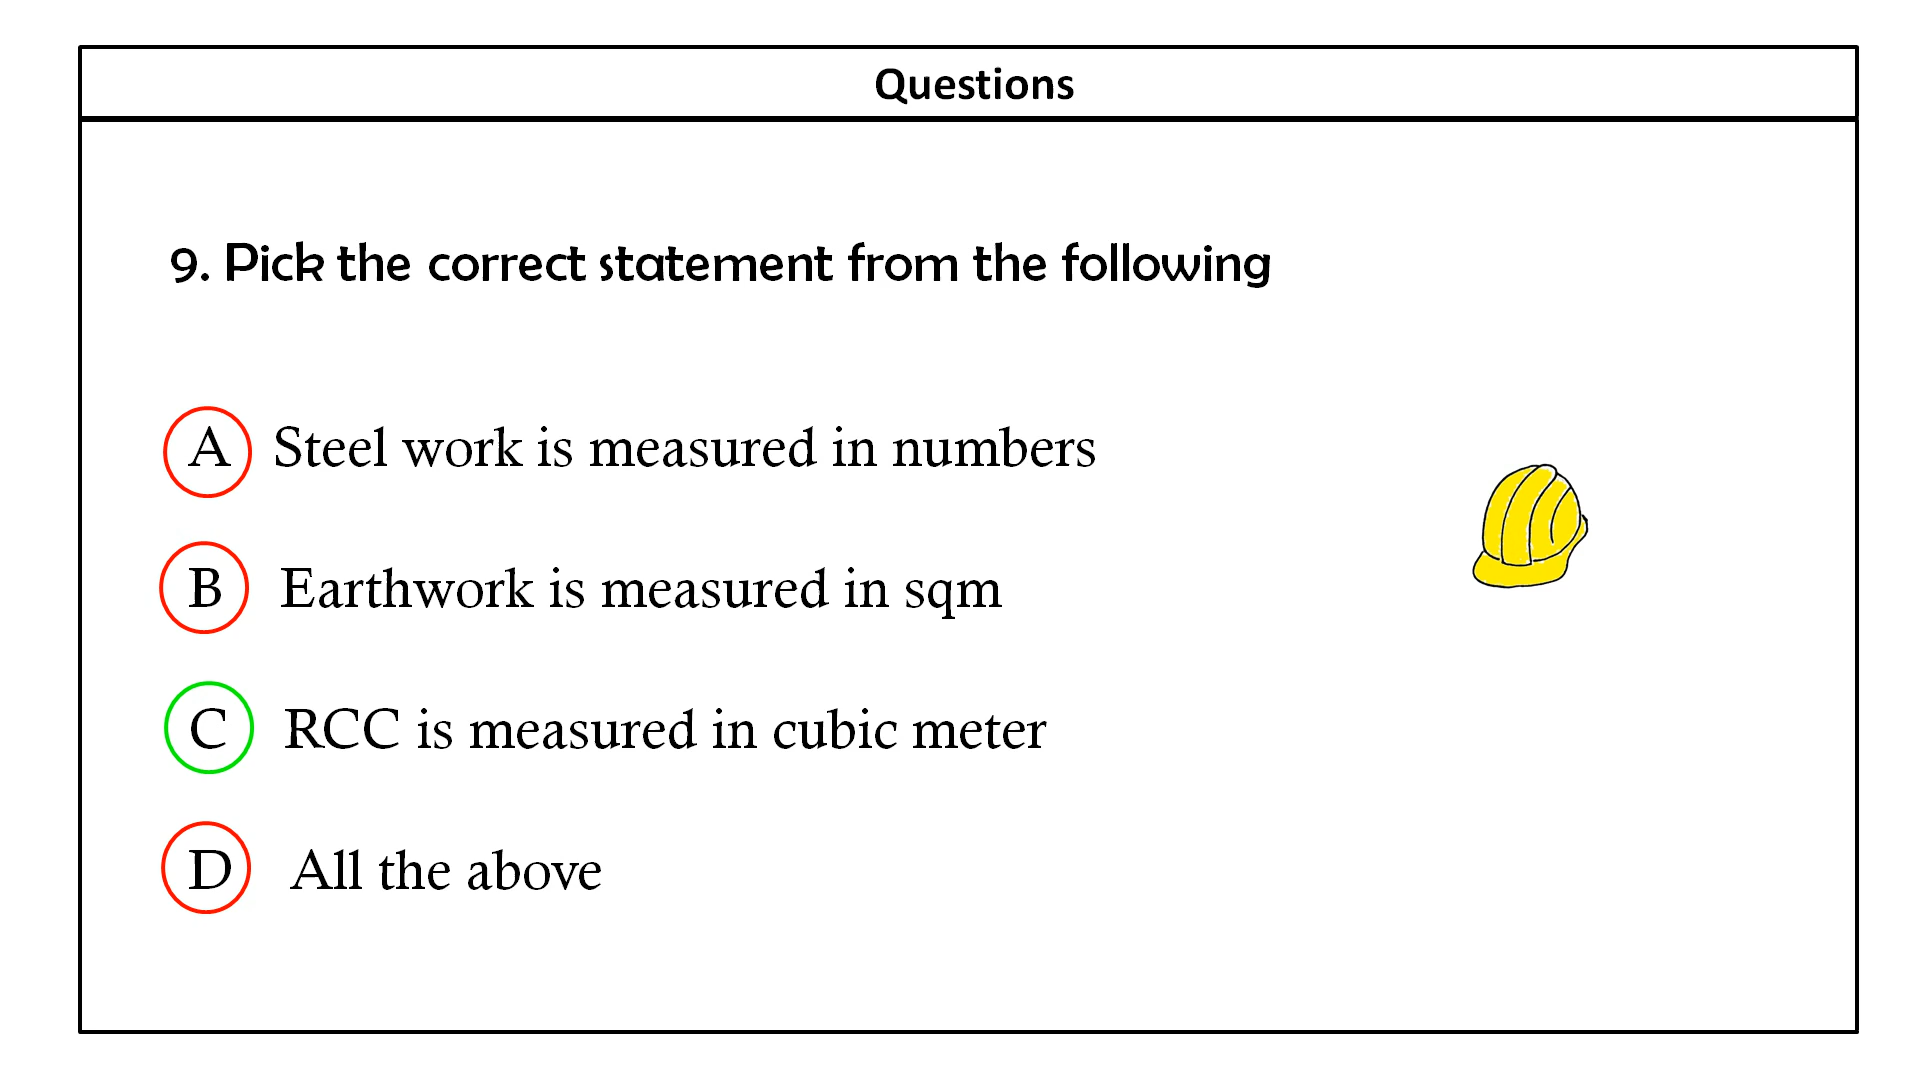 Questions
9. Pick the correct statement from the following
A Steel work is measured in numbers
B Earthwork is measured in sqm
C RCC is measured in cubic meter
D All the above